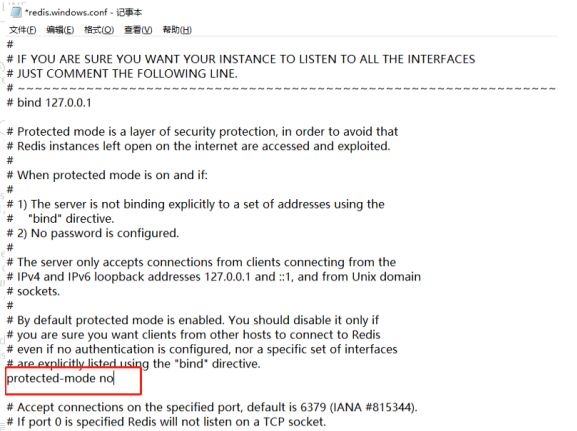 *redis.windows.conf - 记事本
文件(F) 编辑(E) 格式(O) 查看(V) 帮助(H)
#
# IF YOU ARE SURE YOU WANT YOUR INSTANCE TO LISTEN TO ALL THE INTERFACES
# JUST COMMENT THE FOLLOWING LINE.
# ~~~~~~~~~~~~~~~~~~~~~~~~~~~~~~~~~~~~~~~~~~~~~~~~~~~~~~~~~~~~~~~~~~~~~~~~
# bind 127.0.0.1

# Protected mode is a layer of security protection, in order to avoid that
# Redis instances left open on the internet are accessed and exploited.
#
# When protected mode is on and if:
#
# 1) The server is not binding explicitly to a set of addresses using the
#    "bind" directive.
# 2) No password is configured.
#
# The server only accepts connections from clients connecting from the
# IPv4 and IPv6 loopback addresses 127.0.0.1 and ::1, and from Unix domain
# sockets.
#
# By default protected mode is enabled. You should disable it only if
# you are sure you want clients from other hosts to connect to Redis
# even if no authentication is configured, nor a specific set of interfaces
# are explicitly listed using the "bind" directive.
protected-mode no

# Accept connections on the specified port, default is 6379 (IANA #815344).
# If port 0 is specified Redis will not listen on a TCP socket.